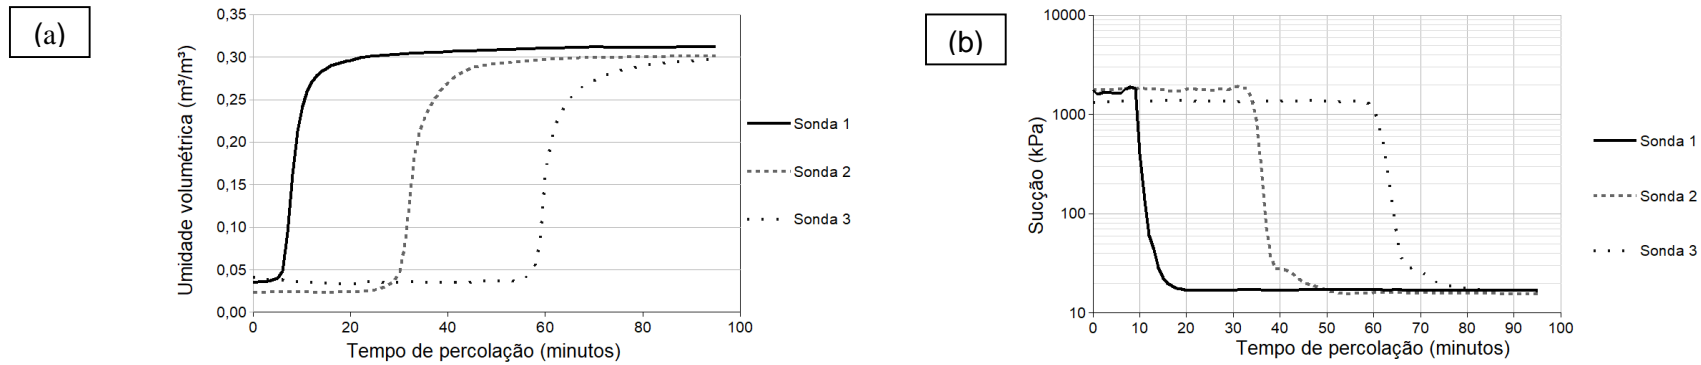 (a)
Umidade volumétrica (m³/m³)
0,35
0,30
0,25
0,20
0,15
0,10
0,05
0,00
0 20 40 60 80 100
Tempo de percolação (minutos)
Sonda 1
Sonda 2
Sonda 3
(b)
Sucção (kPa)
10000
1000
100
10
0 10 20 30 40 50 60 70 80 90 100
Tempo de percolação (minutos)
Sonda 1
Sonda 2
Sonda 3